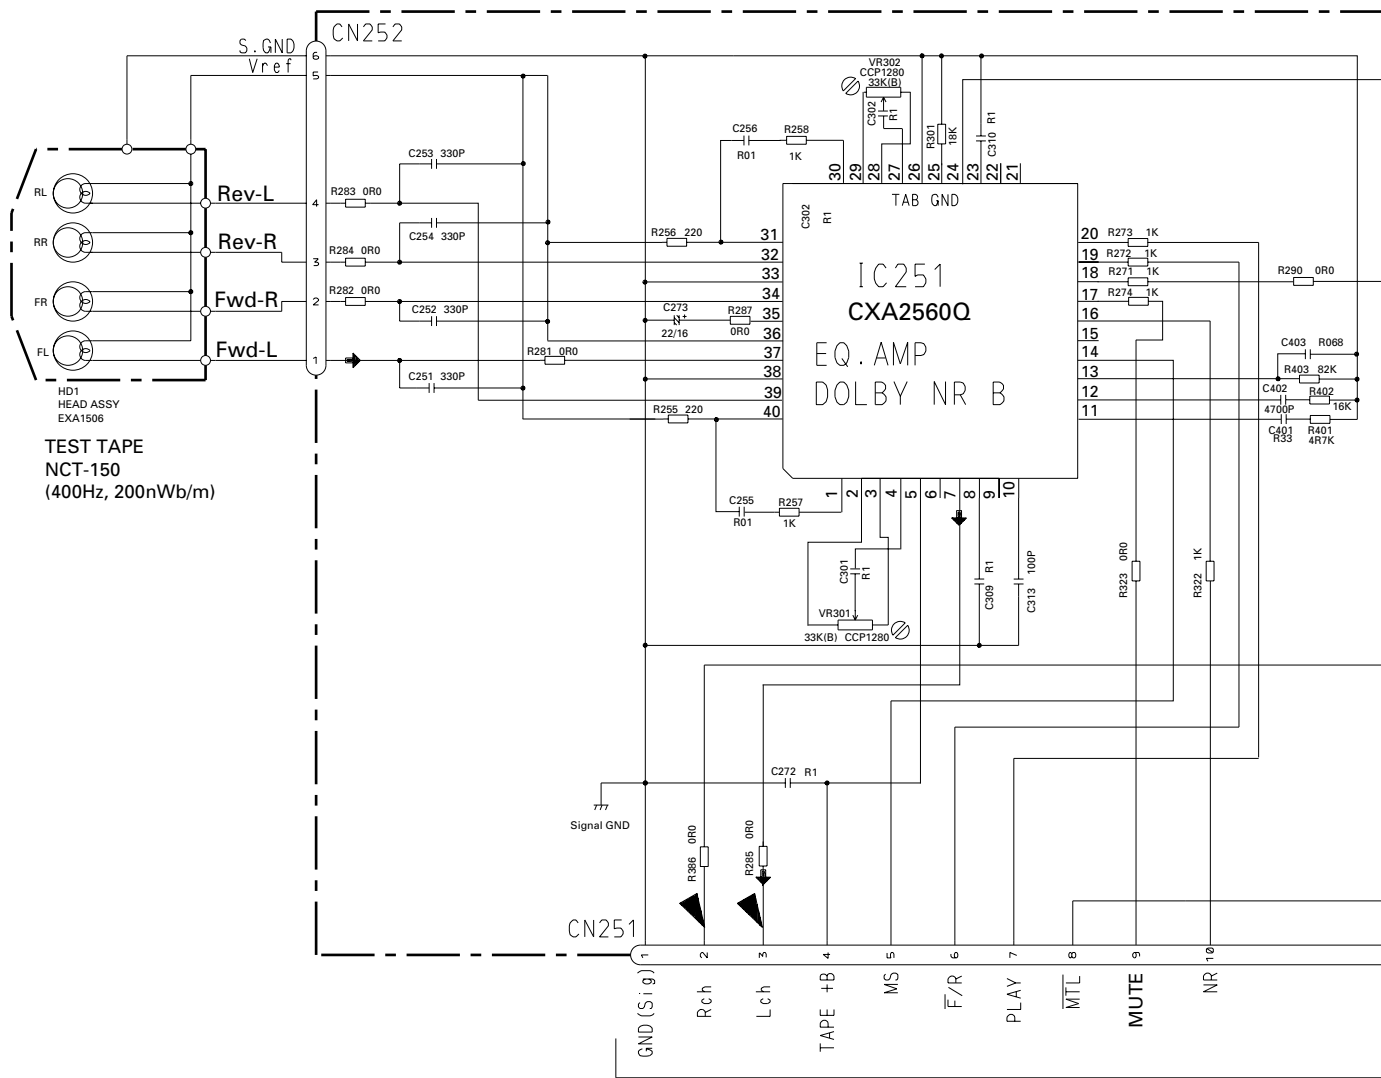 CN252
S.GND
Vref
6
5
4
3
2
1
RL
RR
FR
FL
Rev-L
Rev-R
Fwd-R
Fwd-L
HD1
HEAD ASSY
EXA1506
TEST TAPE
NCT-150
(400Hz, 200nWb/m)
R283 0R0
R284 0R0
R282 0R0
R281 0R0
C253 330P
C254 330P
C252 330P
C251 330P
C256
R01
R258
1K
R256 220
C273
+
22/16
R287
0R0
R255 220
C255
R01
R257
1K
VR302
CCP1280
33K(B)
C302
R1
R301
18K
C310 R1
30
29
28
27
26
25
24
23
22
21
TAB GND
C302
R1
31
32
33
34
35
36
37
38
39
40
IC251
CXA2560Q
EQ.AMP
DOLBY NR B
20
19
18
17
16
15
14
13
12
11
R273 1K
R272 1K
R271 1K
R274 1K
R290 0R0
C403 R068
R403 82K
C402
4700P
R402
16K
C401
R33
R401
4R7K
1
2
3
4
5
6
7
8
9
10
C301
R1
VR301
33K(B) CCP1280
C309 R1
C313 100P
R323 0R0
R322 1K
C272 R1
Signal GND
R386 0R0
R285 0R0
CN251
1
2
3
4
5
6
7
8
9
10
GND(Sig)
Rch
Lch
TAPE +B
MS
F/R
PLAY
MTL
MUTE
NR